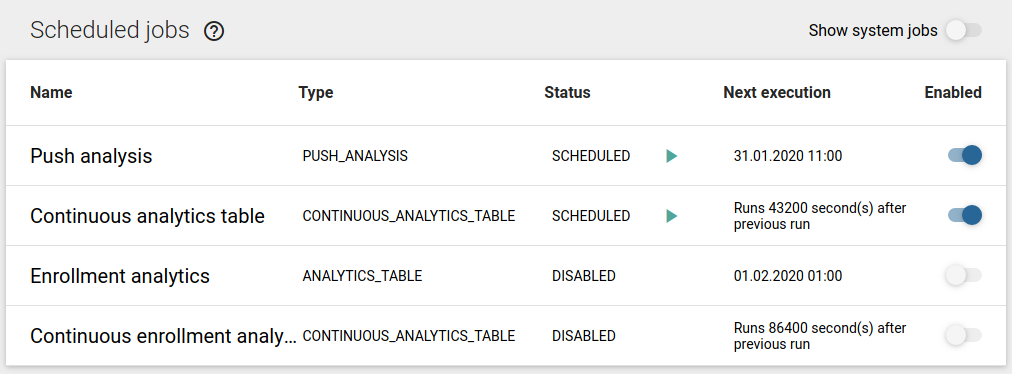 Scheduled jobs ?
Show system jobs
Name Type Status Next execution Enabled
Push analysis PUSH_ANALYSIS SCHEDULED 31.01.2020 11:00
Continuous analytics table CONTINUOUS_ANALYTICS_TABLE SCHEDULED Runs 43200 second(s) after
previous run
Enrollment analytics ANALYTICS_TABLE DISABLED 01.02.2020 01:00
Continuous enrollment analy... CONTINUOUS_ANALYTICS_TABLE DISABLED Runs 86400 second(s) after
previous run